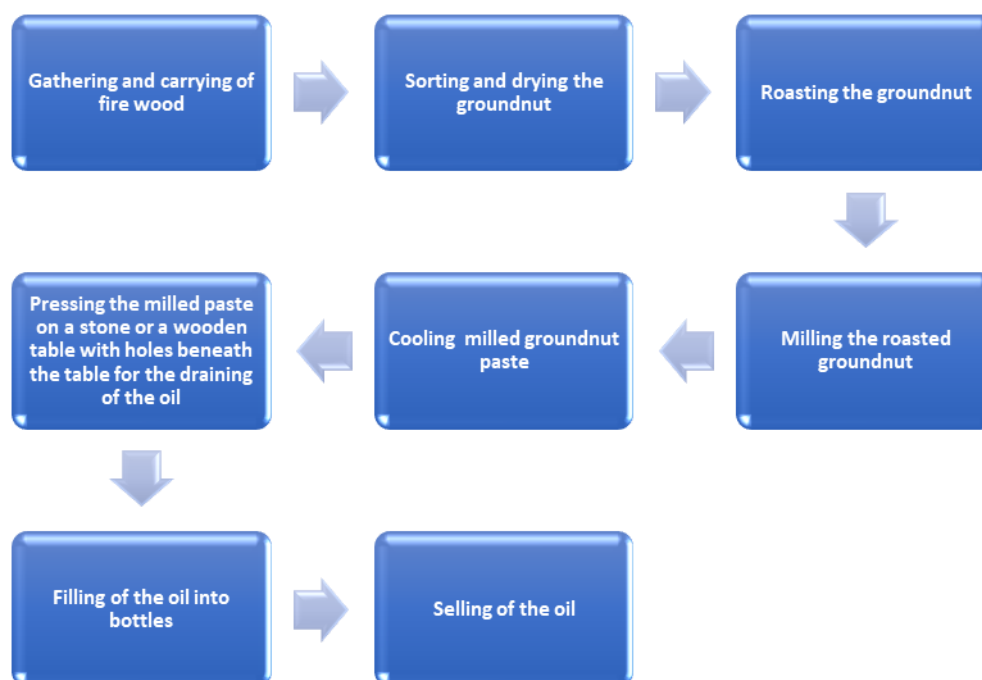 Gathering and carrying of
fire wood
Sorting and drying the
groundnut
Roasting the groundnut
Milling the roasted
groundnut
Cooling milled groundnut
paste
Pressing the milled paste
on a stone or a wooden
table with holes beneath
the table for the draining
of the oil
Filling of the oil into
bottles
Selling of the oil